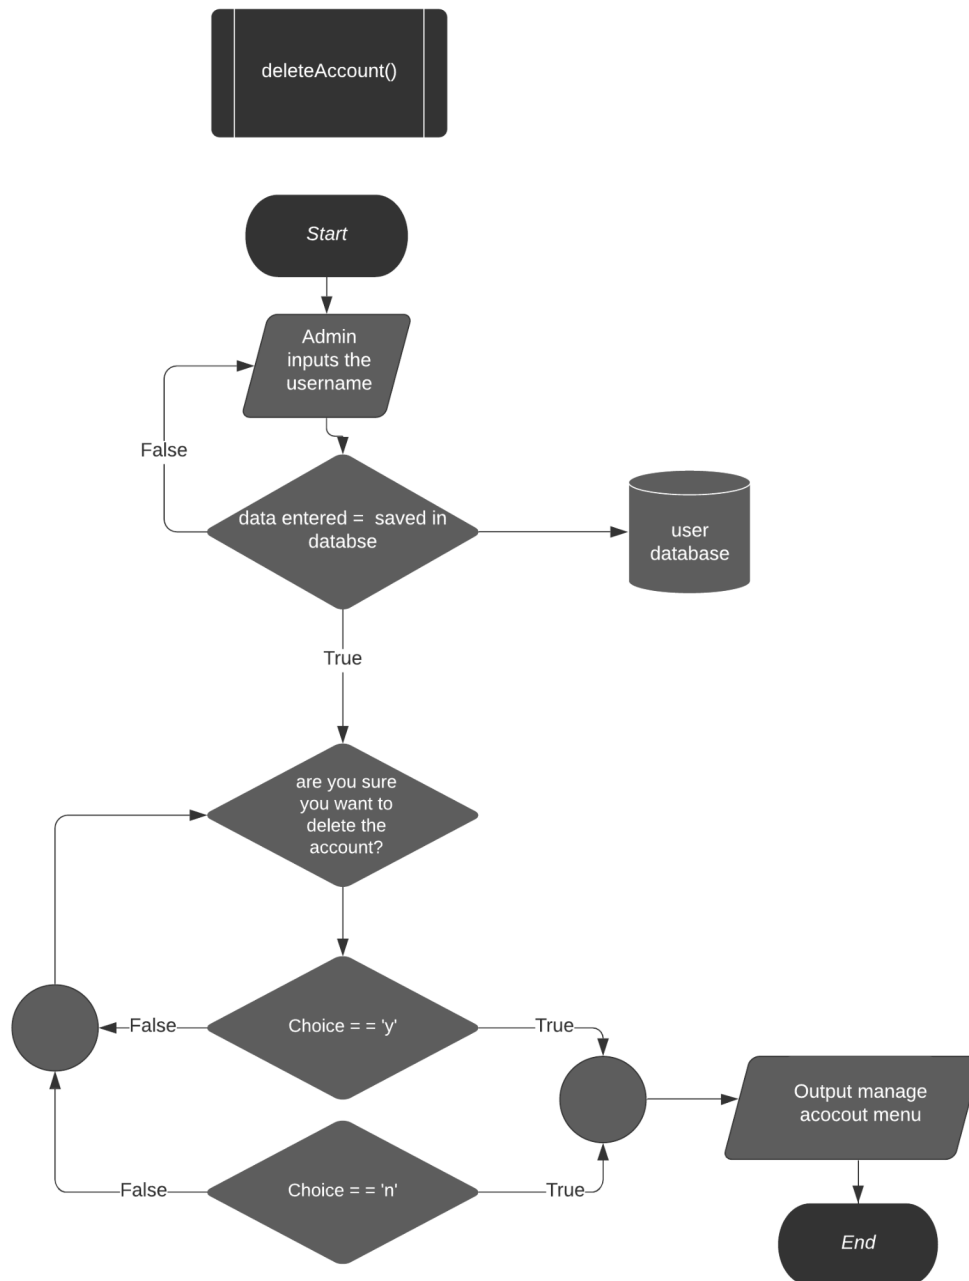 deleteAccount()
Start
Admin
inputs the
username
False
data entered =  saved in
databse
user
database
True
are you sure
you want to
delete the
account?
False
Choice = = 'y'
True
Output manage
acocout menu
False
Choice = = 'n'
True
End